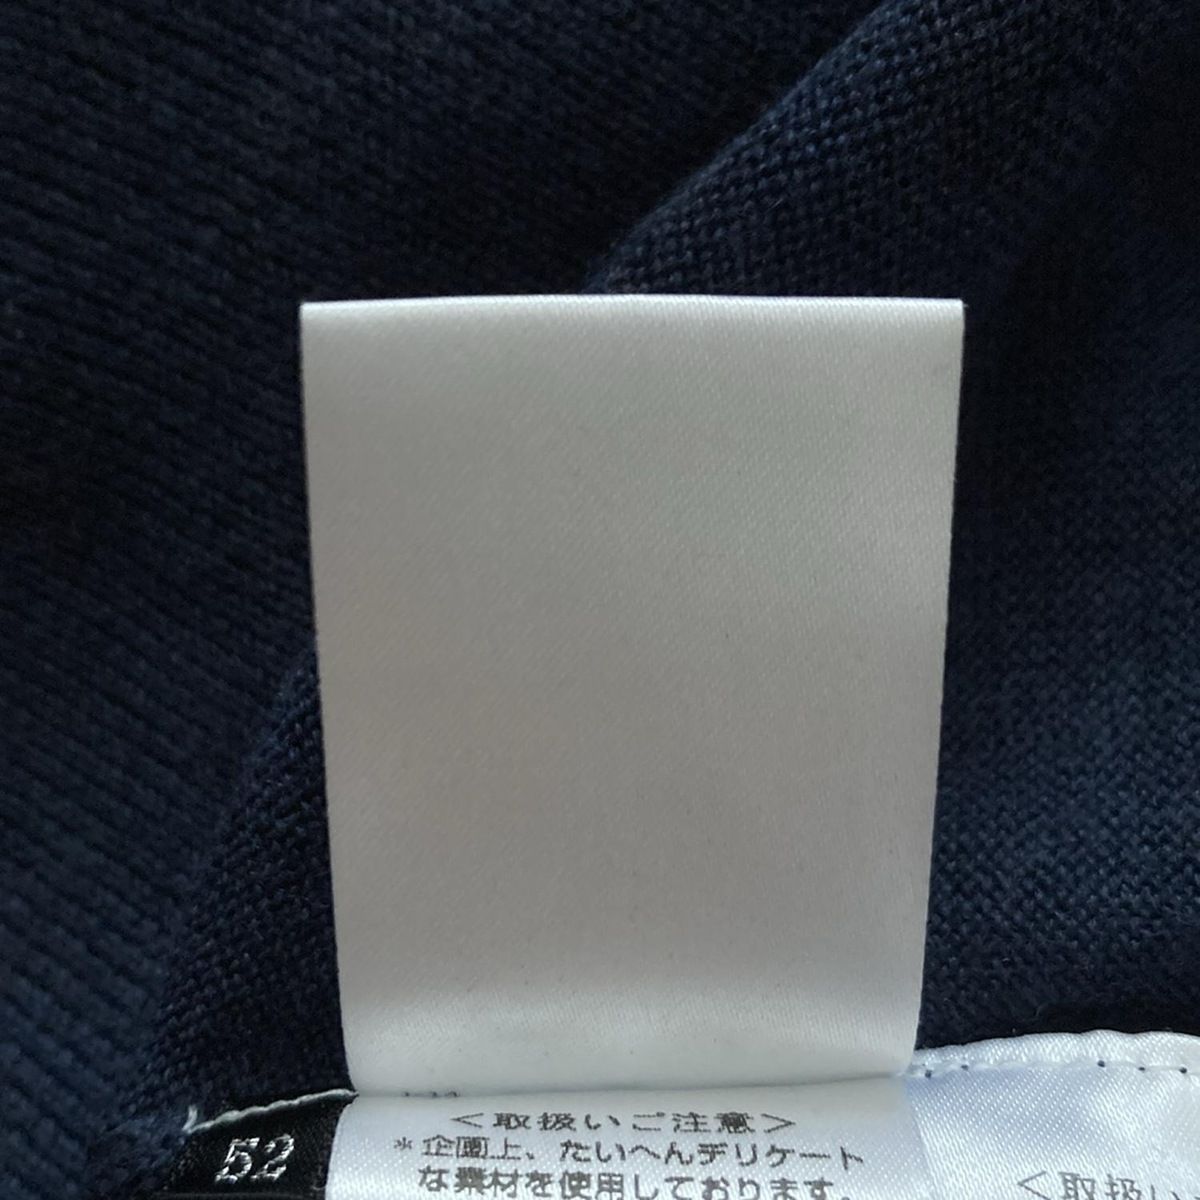 52
<取扱いご注意>
*企画上、たいへんデリケート
な素材を使用しております。
<取扱い